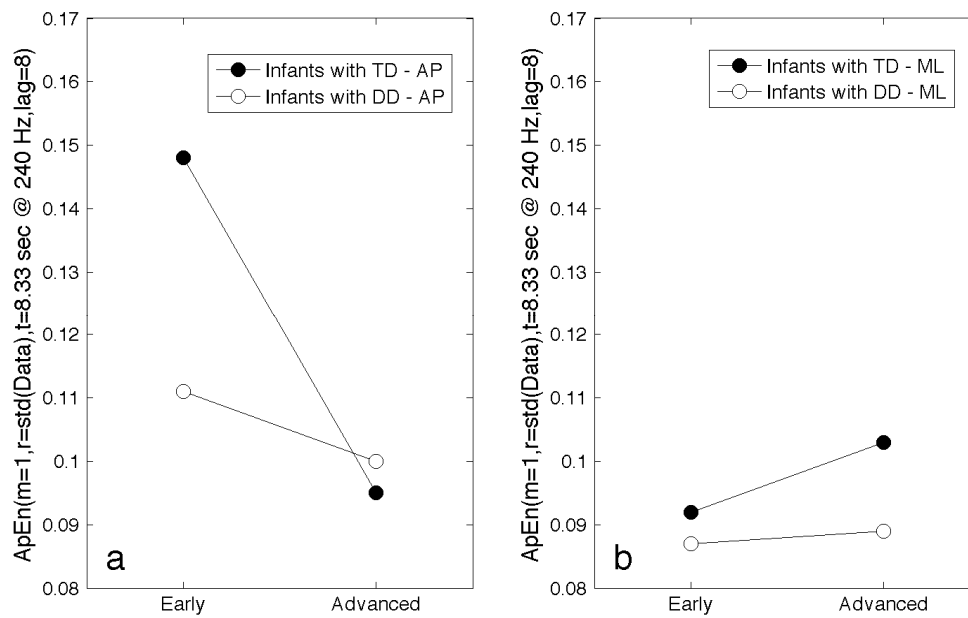 ApEn(m=1,r=std(Data),t=8.33 sec @ 240 Hz,lag=8)
0.17
0.16
0.15
0.14
0.13
0.12
0.11
0.1
0.09
0.08
Infants with TD - AP
Infants with DD - AP
a
Early
Advanced
ApEn(m=1,r=std(Data),t=8.33 sec @ 240 Hz,lag=8)
0.17
0.16
0.15
0.14
0.13
0.12
0.11
0.1
0.09
0.08
Infants with TD - ML
Infants with DD - ML
b
Early
Advanced